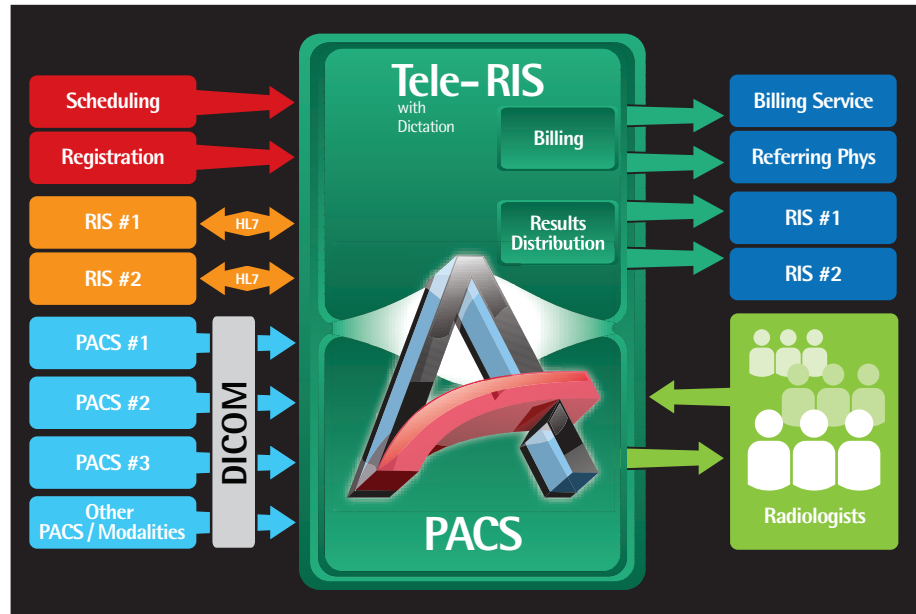 Scheduling
Registration
RIS #1
HL7
RIS #2
HL7
PACS #1
PACS #2
PACS #3
Other
PACS / Modalities
DICOM
Tele-RIS
with
Dictation
Billing
Results
Distribution
PACS
Billing Service
Referring Phys
RIS #1
RIS #2
Radiologists